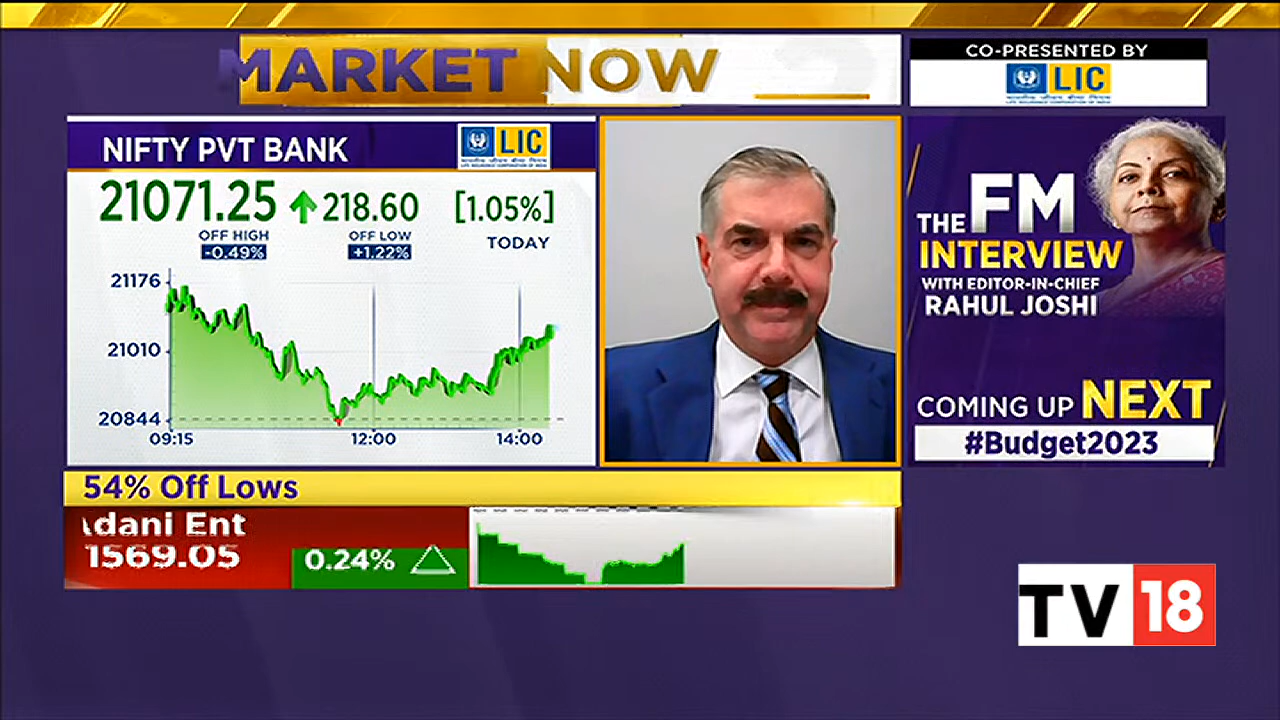 MARKET NOW
CO-PRESENTED BY
LIC
NIFTY PVT BANK
LIC
21071.25 218.60 [1.05%]
OFF HIGH OFF LOW TODAY
-0.49% +1.22%
21176
21010
20844
09:15 12:00 14:00
THE FM
INTERVIEW
WITH EDITOR-IN-CHIEF
RAHUL JOSHI
COMING UP NEXT
#Budget2023
54% Off Lows
dani Ent
1569.05
0.24%
TV18